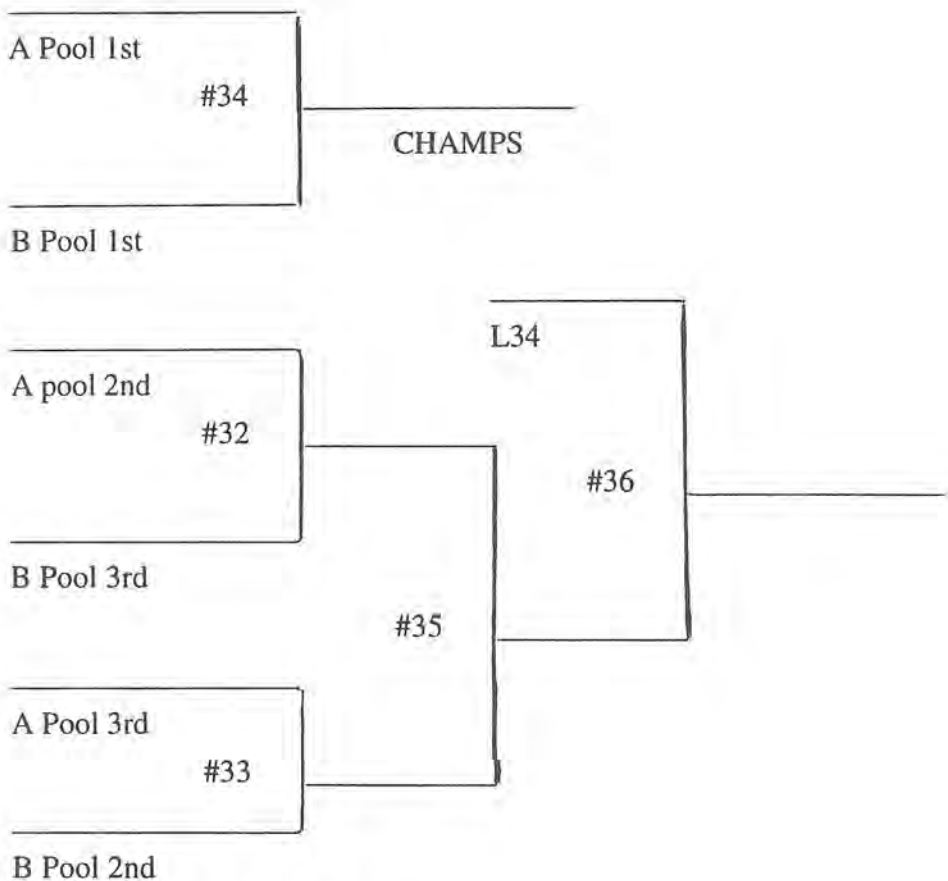 A Pool 1st
#34
CHAMPS
B Pool 1st
L34
A pool 2nd
#32
#36
B Pool 3rd
#35
A Pool 3rd
#33
B Pool 2nd